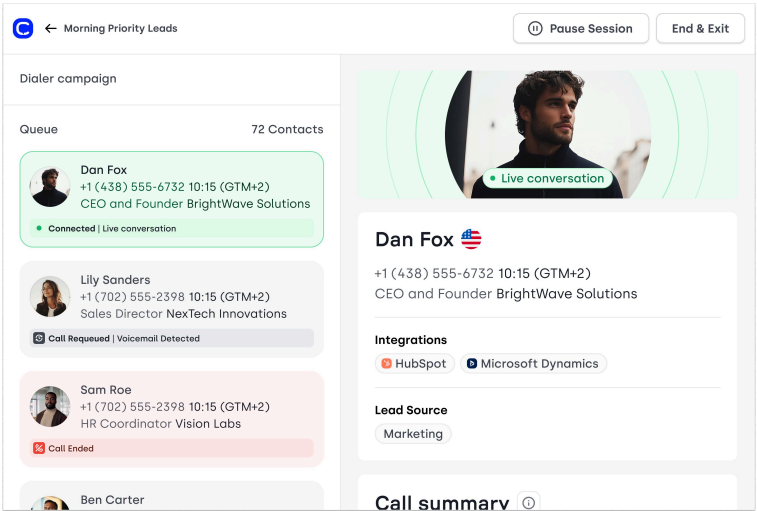 Morning Priority Leads
Pause Session
End & Exit
Dialer campaign
Queue
72 Contacts
Dan Fox
+1 (438) 555-6732 10:15 (GTM+2)
CEO and Founder BrightWave Solutions
Connected | Live conversation
Lily Sanders
+1 (702) 555-2398 10:15 (GTM+2)
Sales Director NexTech Innovations
Call Requeued | Voicemail Detected
Sam Roe
+1 (702) 555-2398 10:15 (GTM+2)
HR Coordinator Vision Labs
Call Ended
Ben Carter
Live conversation
Dan Fox
+1 (438) 555-6732 10:15 (GTM+2)
CEO and Founder BrightWave Solutions
Integrations
HubSpot
Microsoft Dynamics
Lead Source
Marketing
Call summary